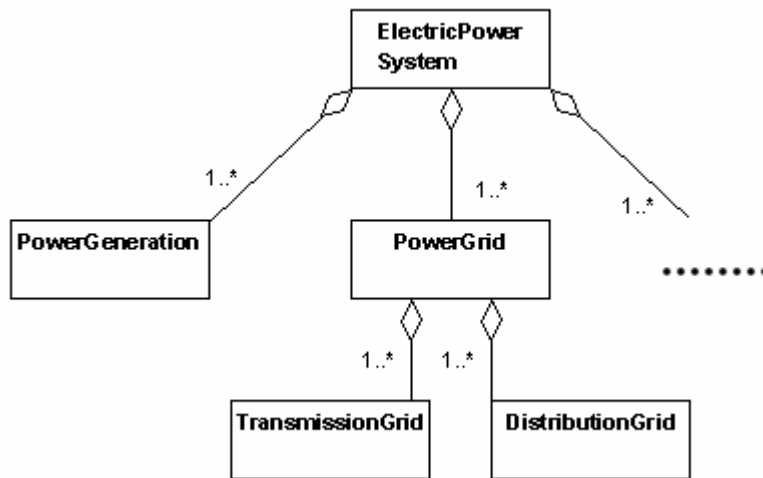 ElectricPower
System
1..*
1..*
1..*
PowerGeneration
PowerGrid
1..*
1..*
TransmissionGrid
DistributionGrid